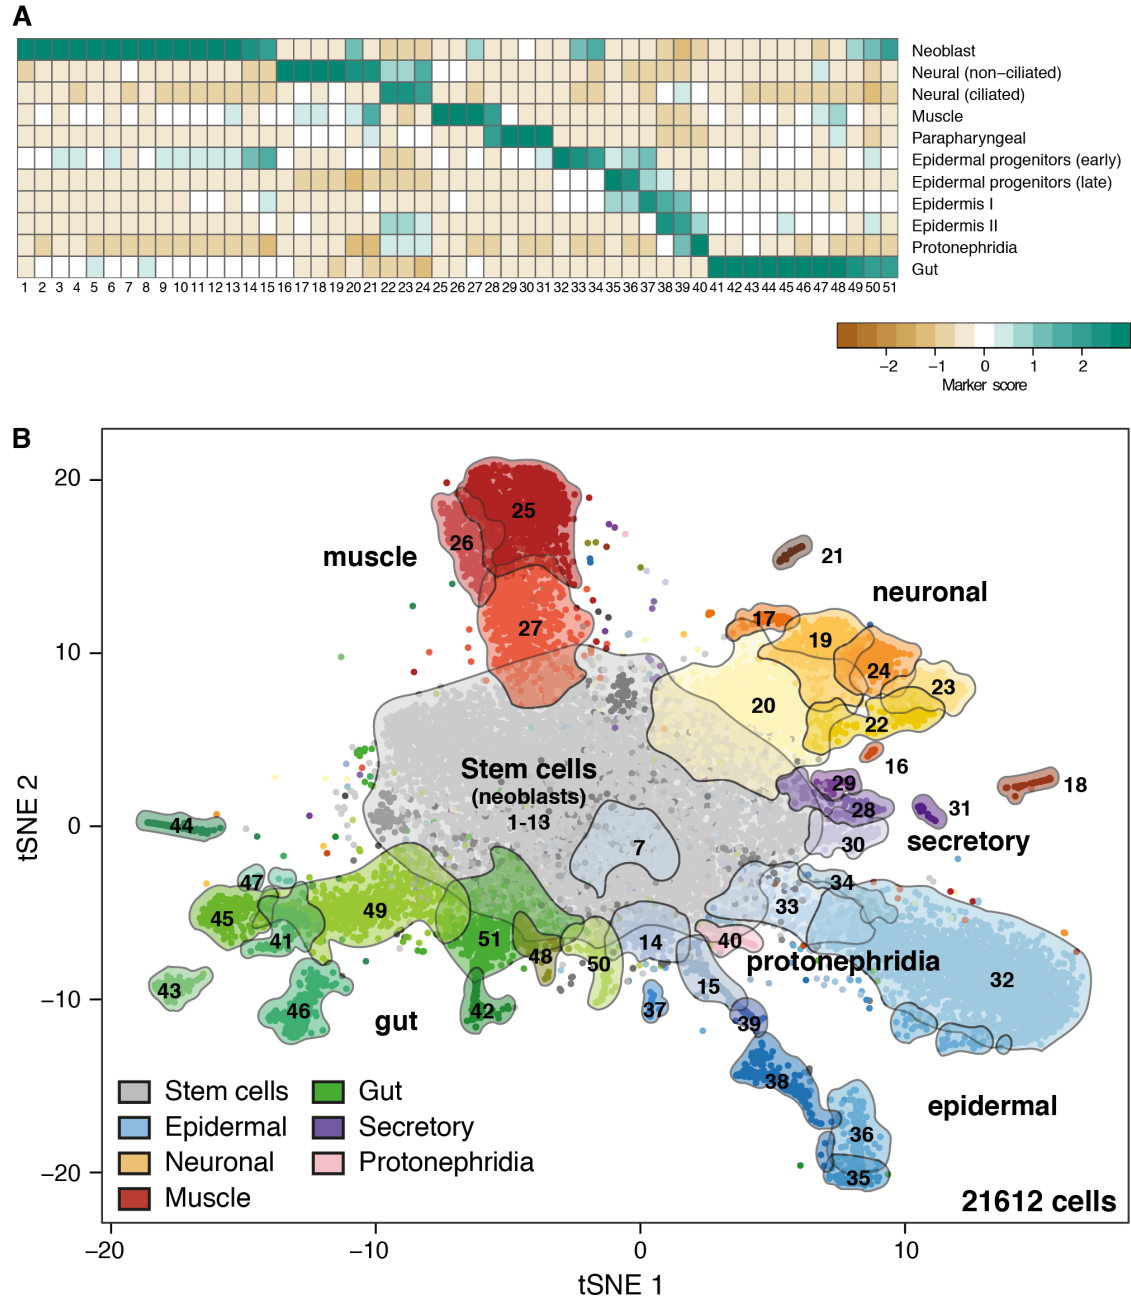 A
Neoblast
Neural (non−ciliated)
Neural (ciliated)
Muscle
Parapharyngeal
Epidermal progenitors (early)
Epidermal progenitors (late)
Epidermis I
Epidermis II
Protonephridia
Gut
1 2 3 4 5 6 7 8 9 10 11 12 13 14 15 16 17 18 19 20 21 22 23 24 25 26 27 28 29 30 31 32 33 34 35 36 37 38 39 40 41 42 43 44 45 46 47 48 49 50 51
−2 −1 0 1 2
Marker score
B
tSNE 2
20
10
0
−10
−20
25
26
muscle
21
neuronal
27
17
19
24
23
20
22
16
Stem cells
(neoblasts)
1-13
29
18
28
31
44
30
secretory
7
47
34
45
49
33
41
51
14
40
48
50
protonephridia
43
15
32
46
42
37
gut
39
38
epidermal
36
35
Stem cells
Epidermal
Neuronal
Muscle
Gut
Secretory
Protonephridia
21612 cells
−20 −10 0 10
tSNE 1